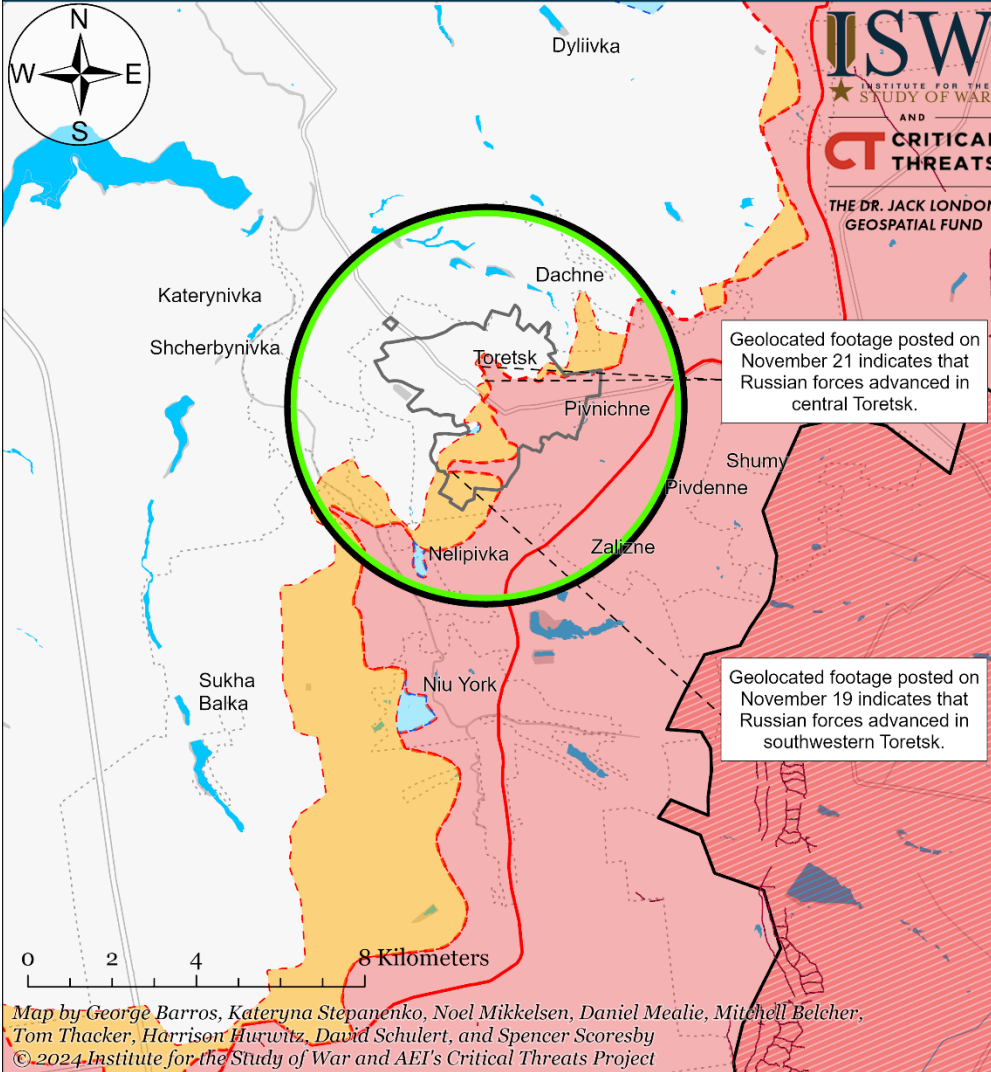 N
W E
S
Dyliivka
ISW
INSTITUTE FOR THE
STUDY OF WAR
AND
CT CRITICAL
THREATS
THE DR. JACK LONDON
GEOSPATIAL FUND
Dachne
Katerynivka
Shcherbynivka
Toretsk
Geolocated footage posted on
November 21 indicates that
Russian forces advanced in
central Toretsk.
Pivnichne
Shumy
Pivdenne
Nelipivka
Zalizne
Sukha
Balka
Niu York
Geolocated footage posted on
November 19 indicates that
Russian forces advanced in
southwestern Toretsk.
0 2 4 8 Kilometers
Map by George Barros, Kateryna Stepanenko, Noel Mikkelsen, Daniel Mealie, Mitchell Belcher,
Tom Thacker, Harrison Hurwitz, David Schulert, and Spencer Scoresby
© 2024 Institute for the Study of War and AEI's Critical Threats Project